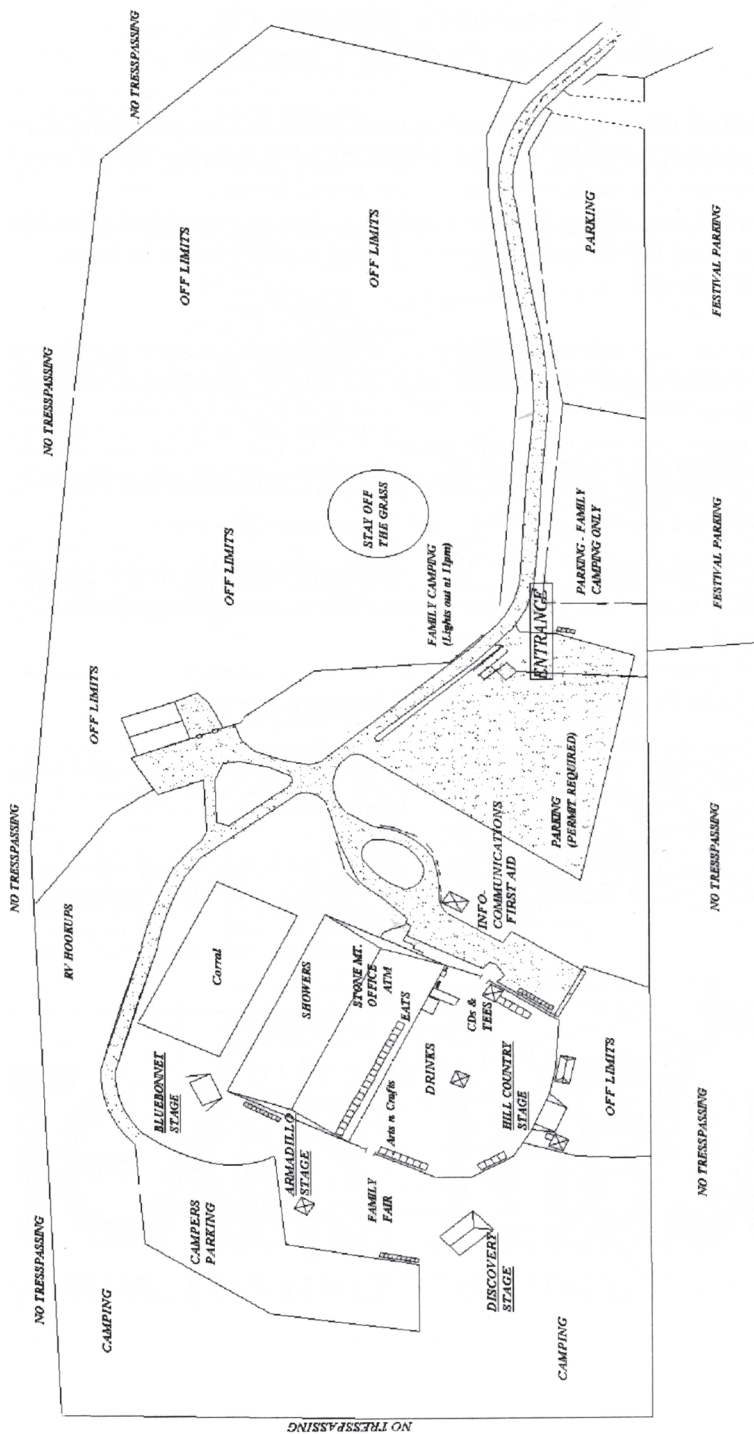 NO TRESSPASSING
NO TRESSPASSING
NO TRESSPASSING
NO TRESSPASSING
NO TRESSPASSING
CAMPING
CAMPERS
PARKING
BLUEBONNET
STAGE
RV HOOKUPS
Corral
OFF LIMITS
OFF LIMITS
OFF LIMITS
OFF LIMITS
STAY OFF
THE GRASS
FAMILY CAMPING
(Lights out at 11pm)
SHOWERS
STONE MT.
OFFICE
ATM
EATS
ARMADILLO
STAGE
Arts n. Crafts
FAMILY
FAIR
DRINKS
CDs &
TEES
HILL COUNTRY
STAGE
INFO-
COMMUNICATIONS
FIRST AID
DISCOVERY
STAGE
CAMPING
OFF LIMITS
PARKING
(PERMIT REQUIRED)
ENTRANCE
PARKING - FAMILY
CAMPING ONLY
PARKING
NO TRESSPASSING
NO TRESSPASSING
FESTIVAL PARKING
FESTIVAL PARKING